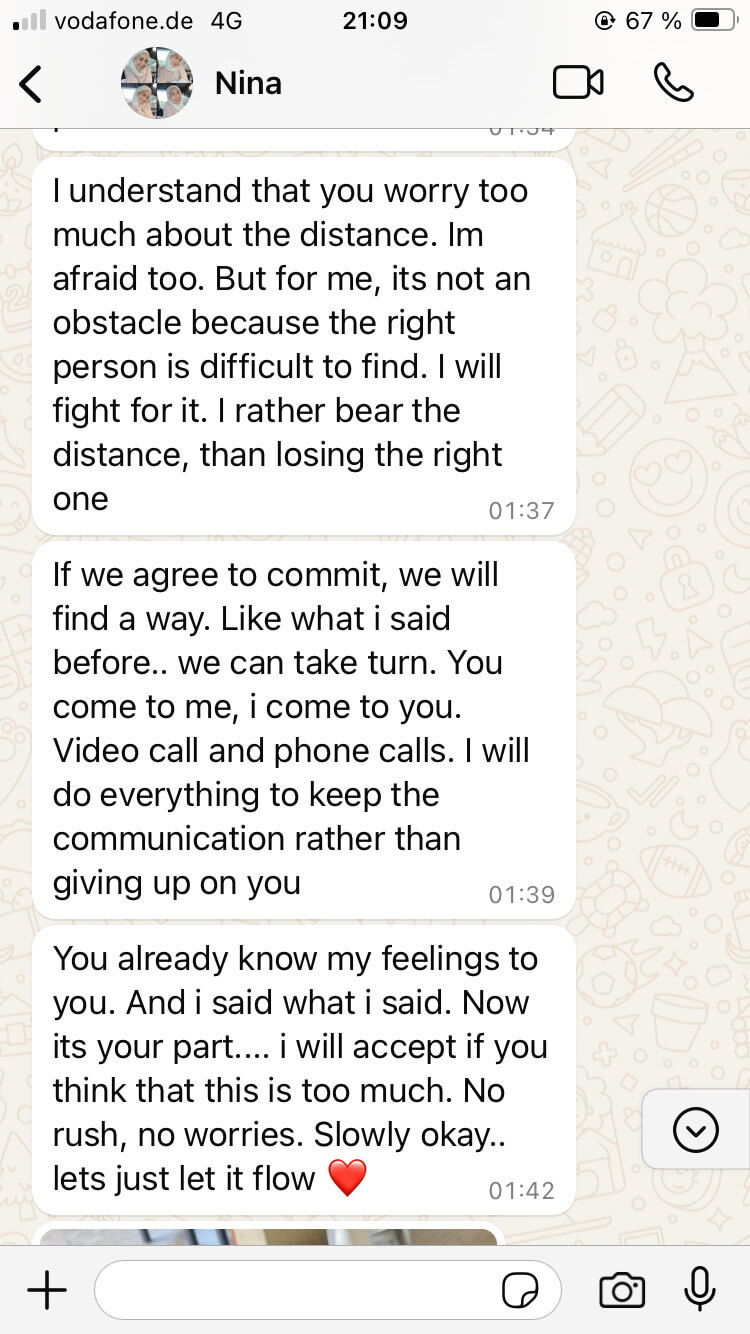 vodafone.de 4G 21:09 67 %
Nina
I understand that you worry too
much about the distance. Im
afraid too. But for me, its not an
obstacle because the right
person is difficult to find. I will
fight for it. I rather bear the
distance, than losing the right
one
01:37
If we agree to commit, we will
find a way. Like what i said
before.. we can take turn. You
come to me, i come to you.
Video call and phone calls. I will
do everything to keep the
communication rather than
giving up on you
01:39
You already know my feelings to
you. And i said what i said. Now
its your part.... i will accept if you
think that this is too much. No
rush, no worries. Slowly okay..
lets just let it flow ❤️
01:42